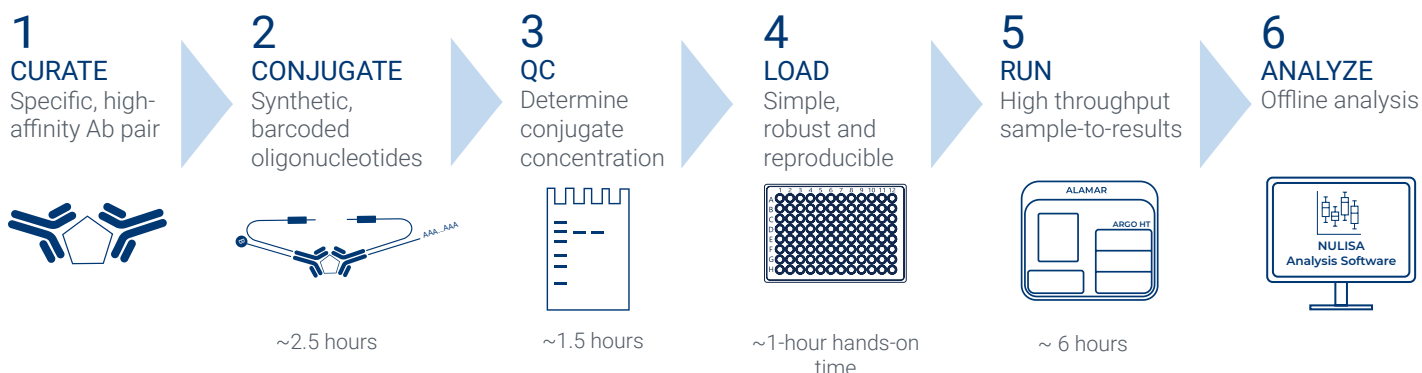 1
CURATE
Specific, high-
affinity Ab pair
2
CONJUGATE
Synthetic,
barcoded
oligonucleotides
B
AAA...AAA
~2.5 hours
3
QC
Determine
conjugate
concentration
~1.5 hours
4
LOAD
Simple,
robust and
reproducible
1 2 3 4 5 6 7 8 9 10 11 12
A
B
C
D
E
F
G
H
~1-hour hands-on
time
5
RUN
High throughput
sample-to-results
ALAMAR
ARGO HT
~ 6 hours
6
ANALYZE
Offline analysis
NULISA
Analysis Software